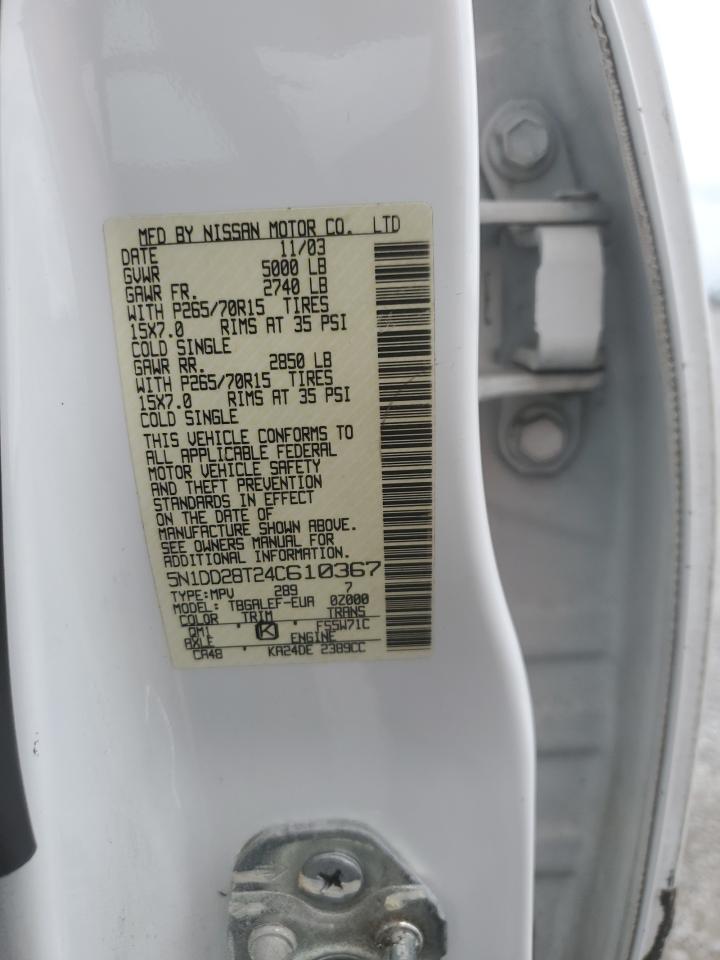 MFD BY NISSAN MOTOR CO. LTD
DATE 11/03
GVWR 5000 LB
GAWR FR. 2740 LB
WITH P265/70R15 TIRES
15X7.0 RIMS AT 35 PSI
COLD SINGLE
GAWR RR. 2850 LB
WITH P265/70R15 TIRES
15X7.0 RIMS AT 35 PSI
COLD SINGLE
THIS VEHICLE CONFORMS TO
ALL APPLICABLE FEDERAL
MOTOR VEHICLE SAFETY
AND THEFT PREVENTION
STANDARDS IN EFFECT
ON THE DATE OF
MANUFACTURE SHOWN ABOVE.
SEE OWNERS MANUAL FOR
ADDITIONAL INFORMATION
5N1DD28T24C610367
TYPE:MPV 289 7
MODEL: TBGALEF-EUA 0Z000
COLOR TRIM TRANS
QM1 K FS5W71C
AXLE ENGINE
CA48 KA24DE 2389CC